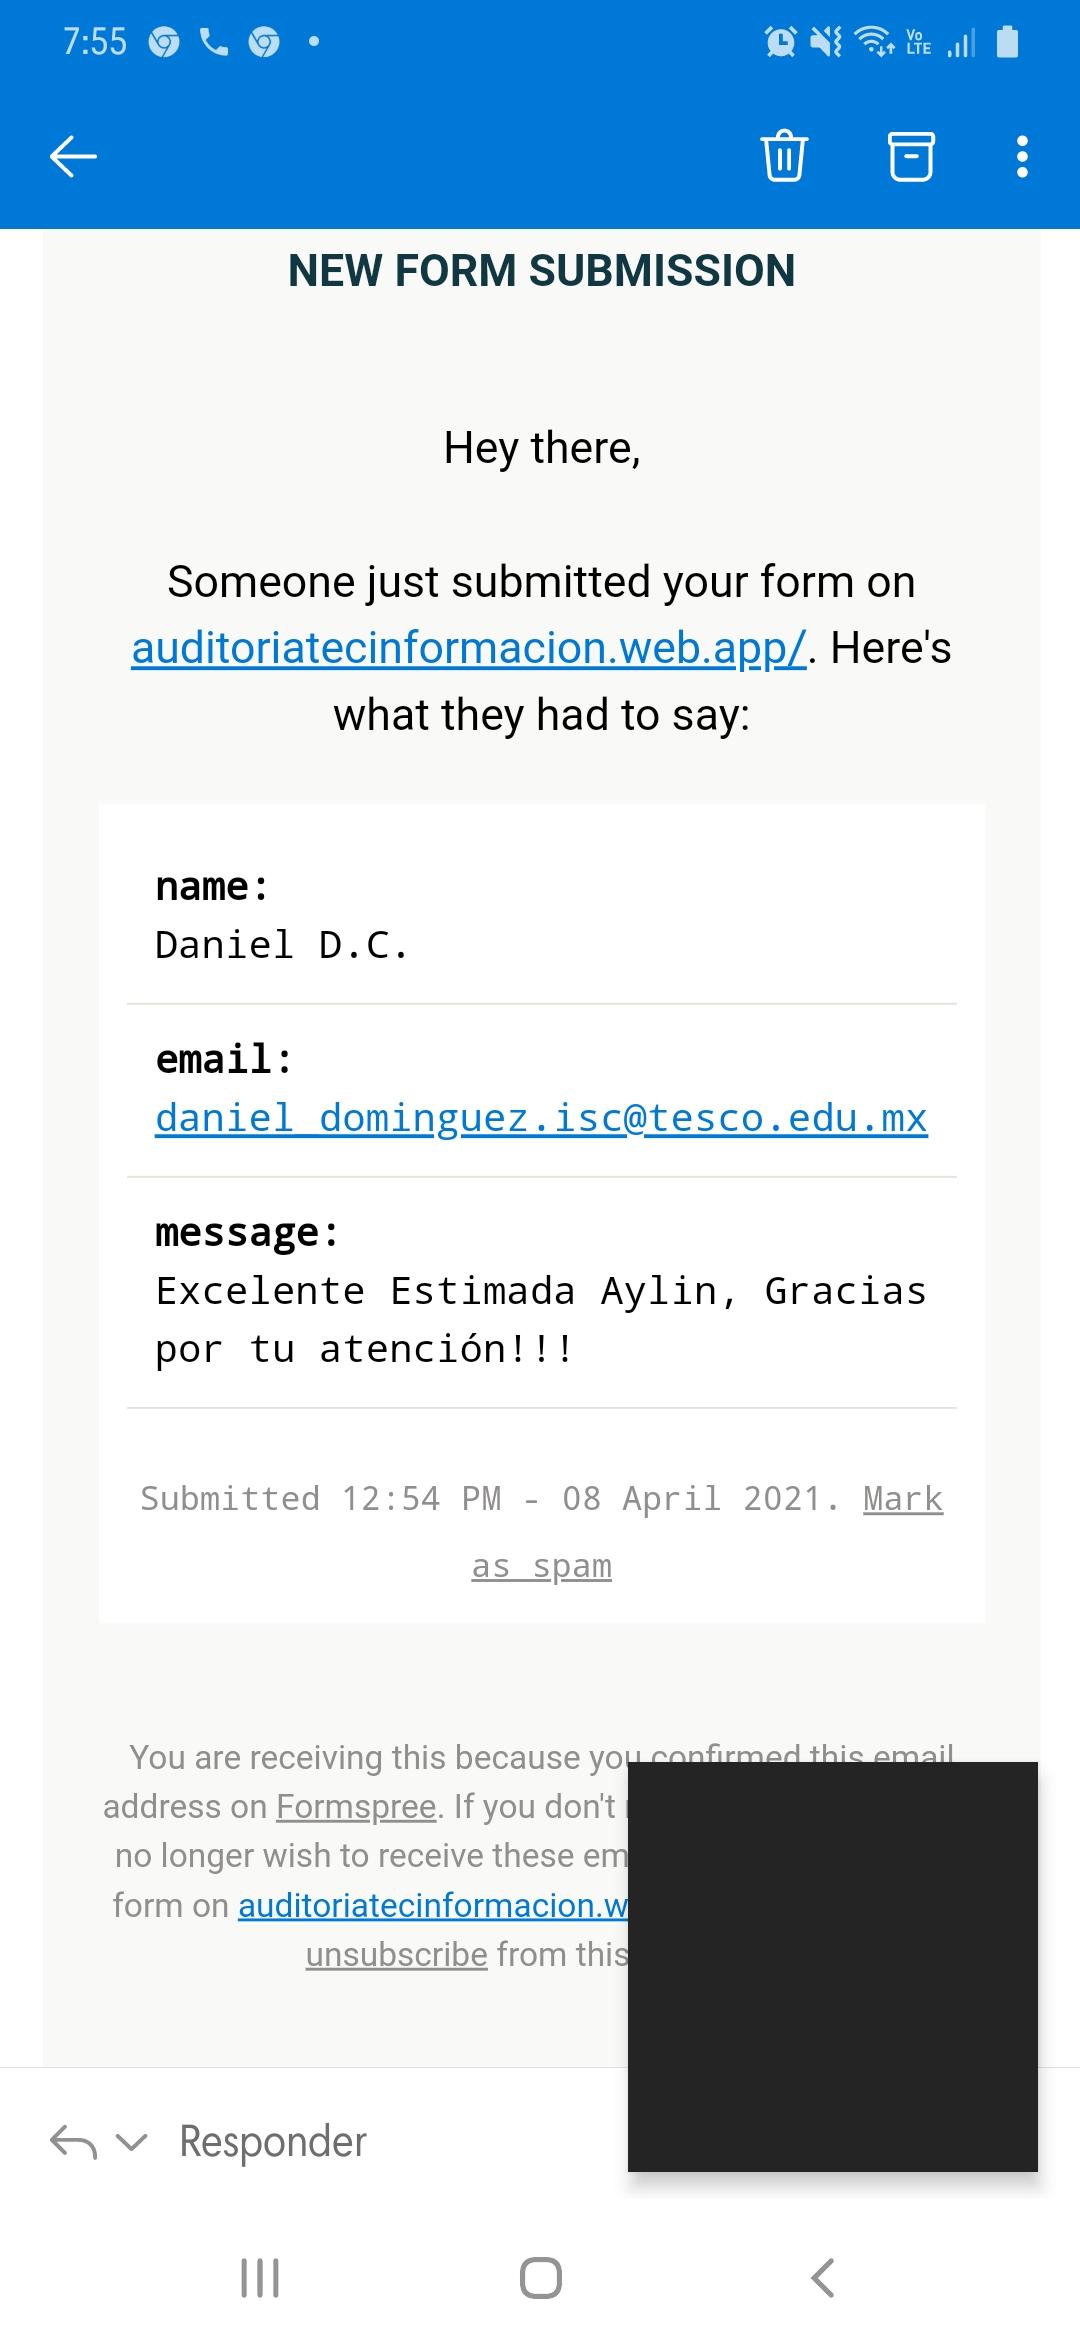 7:55
Vo
LTE
NEW FORM SUBMISSION
Hey there,
Someone just submitted your form on
auditoriatecinformacion.web.app/. Here's
what they had to say:
name:
Daniel D.C.
email:
daniel_dominguez.isc@tesco.edu.mx
message:
Excelente Estimada Aylin, Gracias
por tu atención!!!
Submitted 12:54 PM - 08 April 2021. Mark
as spam
You are receiving this because you confirmed this email
address on Formspree. If you don't
no longer wish to receive these em
form on auditoriatecinformacion.w
unsubscribe from this
Responder